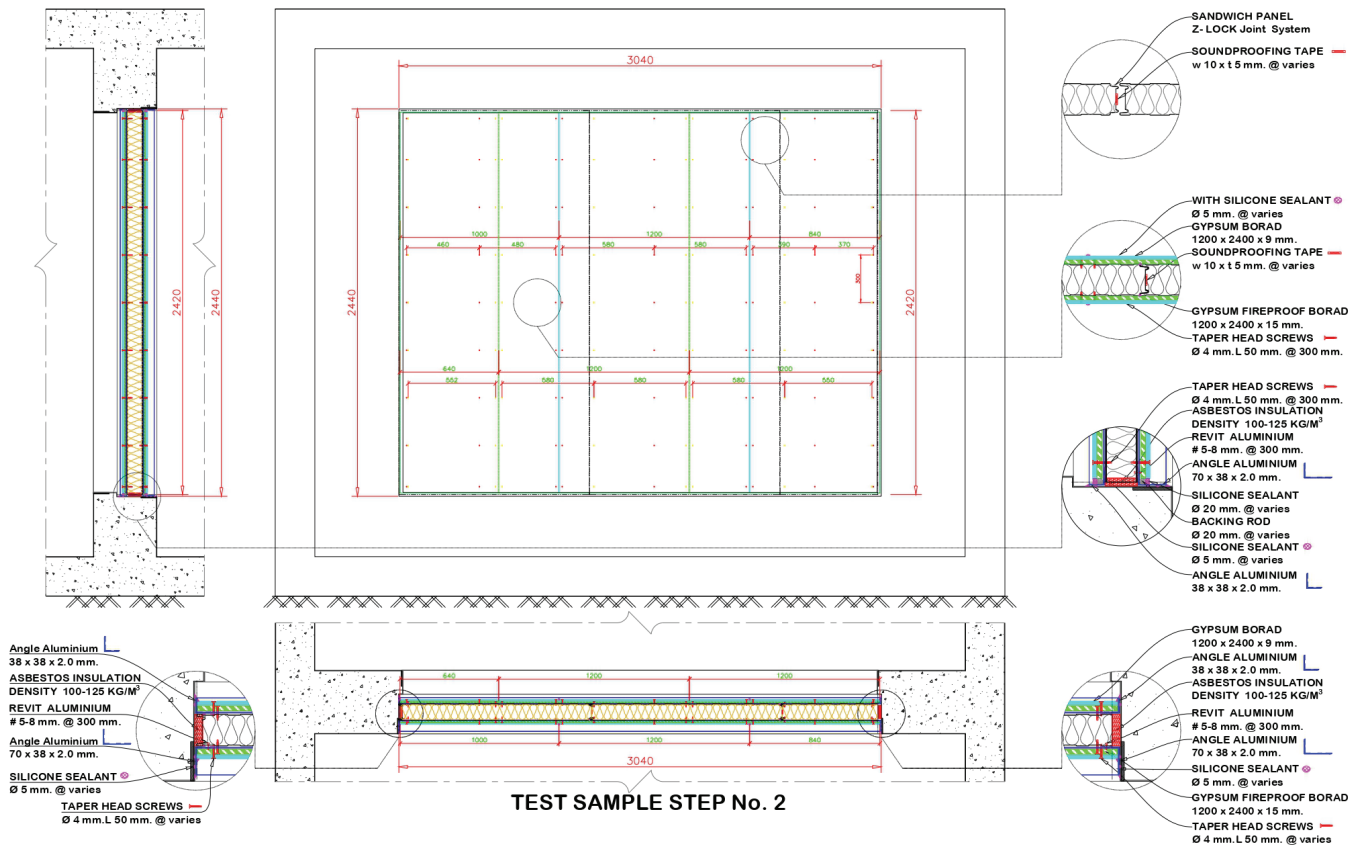 SANDWICH PANEL
Z- LOCK Joint System
SOUNDPROOFING TAPE
w 10 x t 5 mm. @ varies
3040
2420
2440
2440
2420
1000
1200
840
460
480
580
580
390
370
300
640
1200
1200
552
580
580
580
550
WITH SILICONE SEALANT
Ø 5 mm. @ varies
GYPSUM BORAD
1200 x 2400 x 9 mm.
SOUNDPROOFING TAPE
w 10 x t 5 mm. @ varies
GYPSUM FIREPROOF BORAD
1200 x 2400 x 15 mm.
TAPER HEAD SCREWS
Ø 4 mm. L 50 mm. @ 300 mm.
TAPER HEAD SCREWS
Ø 4 mm. L 50 mm. @ 300 mm.
ASBESTOS INSULATION
DENSITY 100-125 KG/M³
REVIT ALUMINIUM
# 5-8 mm. @ 300 mm.
ANGLE ALUMINIUM
70 x 38 x 2.0 mm.
SILICONE SEALANT
Ø 20 mm. @ varies
BACKING ROD
Ø 20 mm. @ varies
SILICONE SEALANT
Ø 5 mm. @ varies
ANGLE ALUMINIUM
38 x 38 x 2.0 mm.
Angle Aluminium
38 x 38 x 2.0 mm.
ASBESTOS INSULATION
DENSITY 100-125 KG/M³
REVIT ALUMINIUM
# 5-8 mm. @ 300 mm.
Angle Aluminium
70 x 38 x 2.0 mm.
SILICONE SEALANT
Ø 5 mm. @ varies
TAPER HEAD SCREWS
Ø 4 mm. L 50 mm. @ varies
640
1200
1200
1000
1200
840
3040
TEST SAMPLE STEP No. 2
GYPSUM BORAD
1200 x 2400 x 9 mm.
ANGLE ALUMINIUM
38 x 38 x 2.0 mm.
ASBESTOS INSULATION
DENSITY 100-125 KG/M³
REVIT ALUMINIUM
# 5-8 mm. @ 300 mm.
ANGLE ALUMINIUM
70 x 38 x 2.0 mm.
SILICONE SEALANT
Ø 5 mm. @ varies
GYPSUM FIREPROOF BORAD
1200 x 2400 x 15 mm.
TAPER HEAD SCREWS
Ø 4 mm. L 50 mm. @ varies